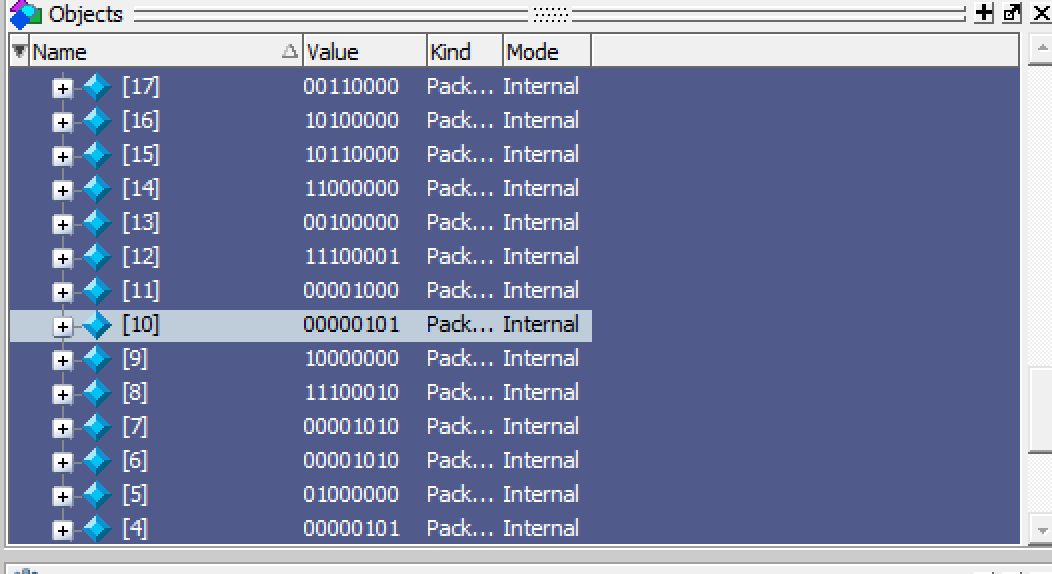 Objects
Name Value Kind Mode
[17] 00110000 Pack... Internal
[16] 10100000 Pack... Internal
[15] 10110000 Pack... Internal
[14] 11000000 Pack... Internal
[13] 00100000 Pack... Internal
[12] 11100001 Pack... Internal
[11] 00001000 Pack... Internal
[10] 00000101 Pack... Internal
[9] 10000000 Pack... Internal
[8] 11100010 Pack... Internal
[7] 00001010 Pack... Internal
[6] 00001010 Pack... Internal
[5] 01000000 Pack... Internal
[4] 00000101 Pack... Internal